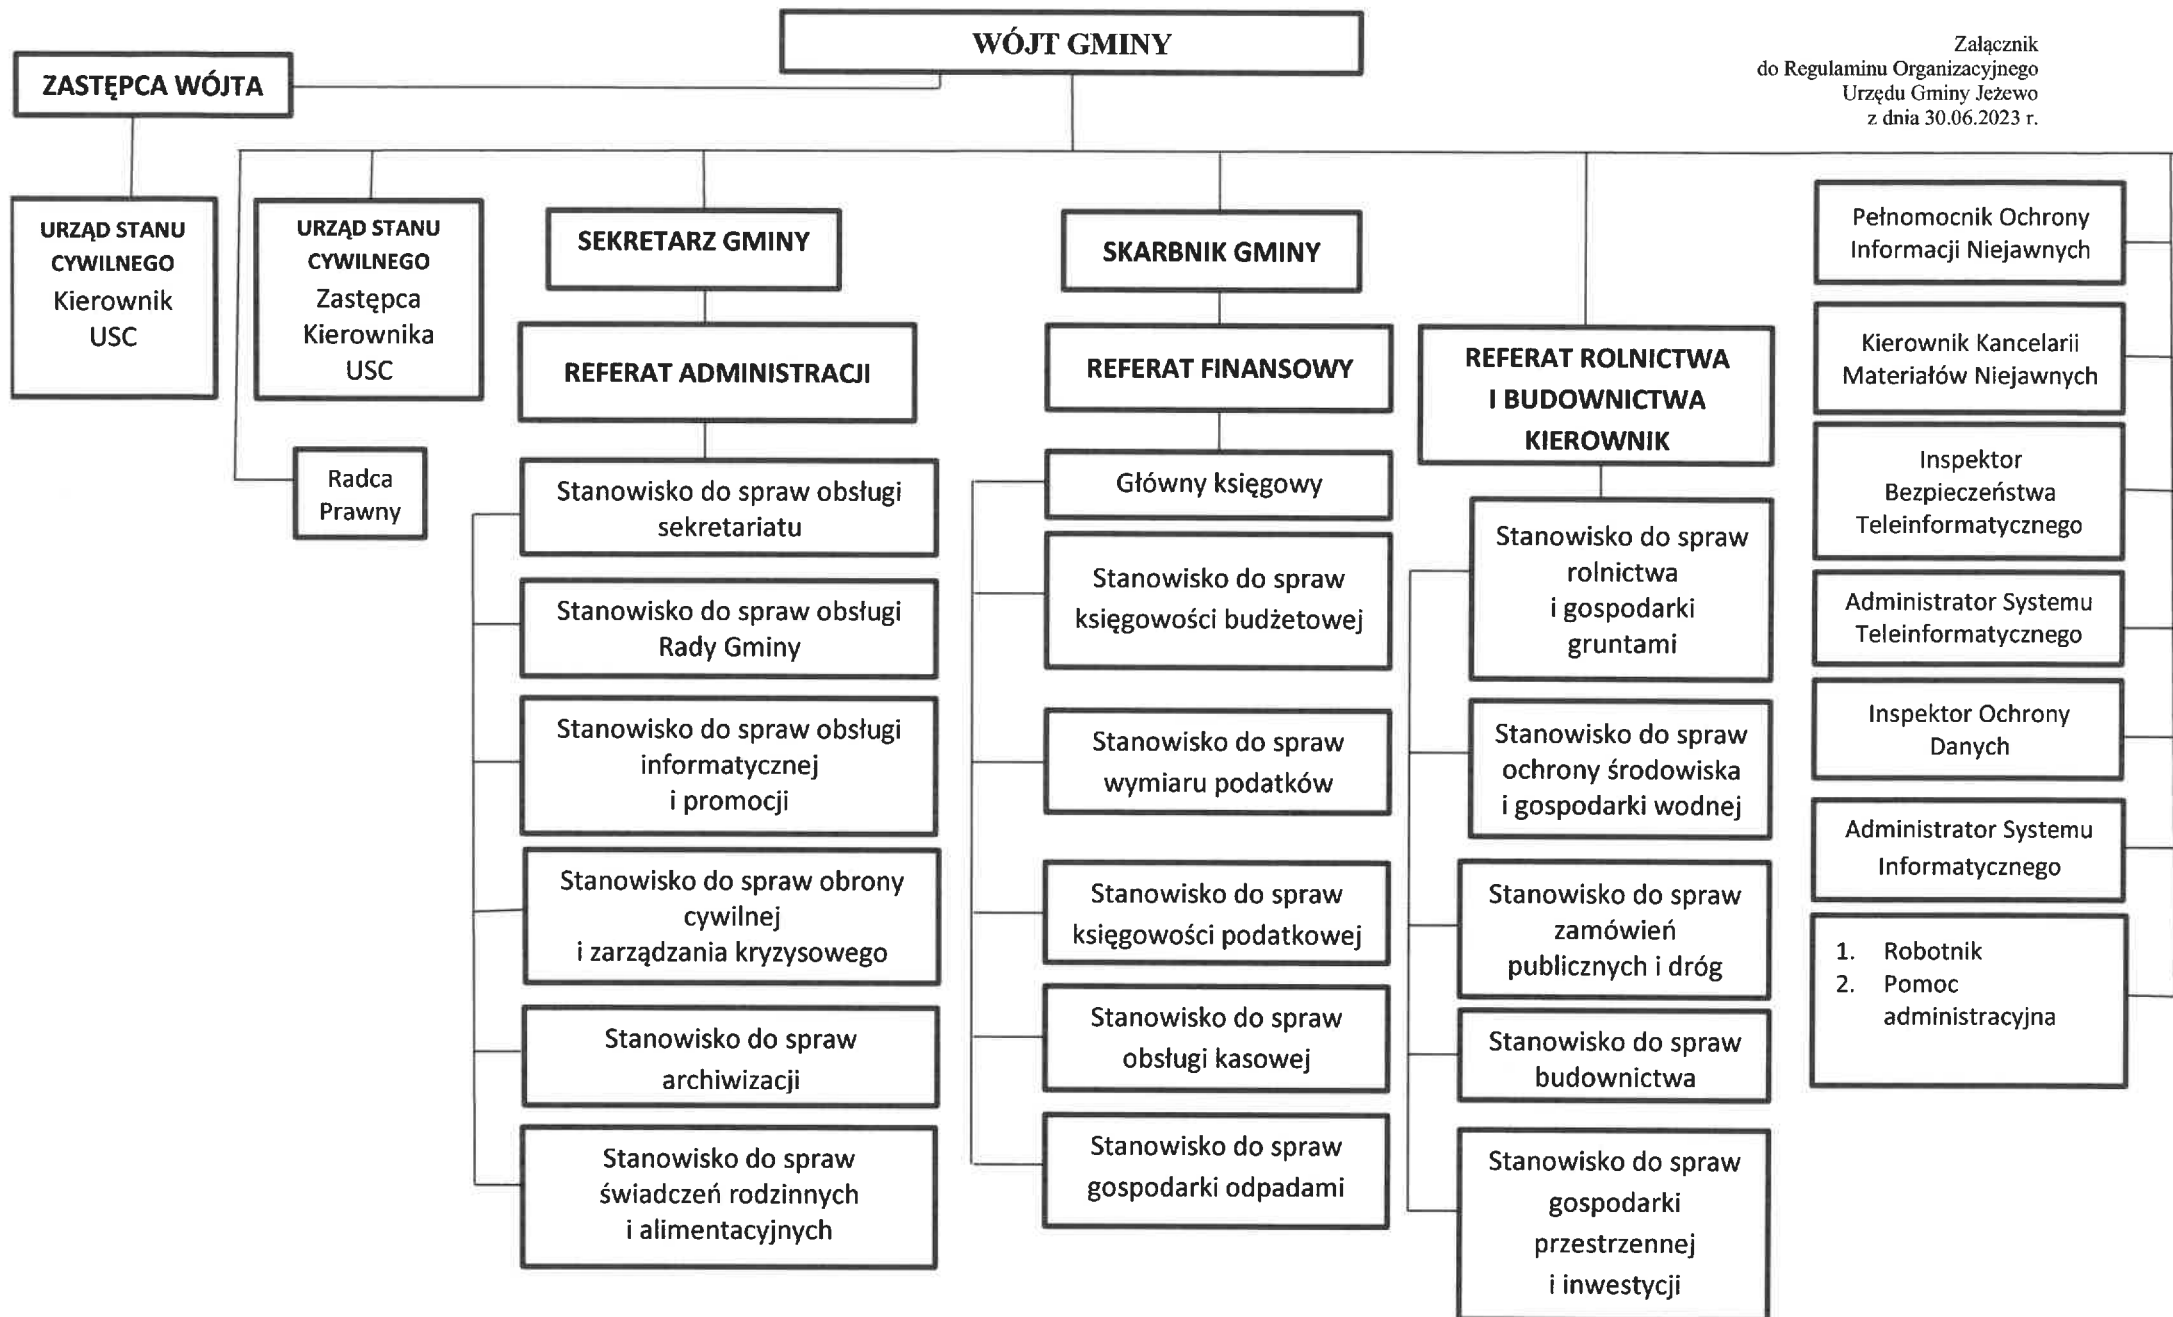 WÓJT GMINY
Załącznik
do Regulaminu Organizacyjnego
Urzędu Gminy Jeżewo
z dnia 30.06.2023 r.
ZASTĘPCA WÓJTA
URZĄD STANU
CYWILNEGO
Kierownik
USC
URZĄD STANU
CYWILNEGO
Zastępca
Kierownika
USC
Radca
Prawny
SEKRETARZ GMINY
REFERAT ADMINISTRACJI
Stanowisko do spraw obsługi
sekretariatu
Stanowisko do spraw obsługi
Rady Gminy
Stanowisko do spraw obsługi
informatycznej
i promocji
Stanowisko do spraw obrony
cywilnej
i zarządzania kryzysowego
Stanowisko do spraw
archiwizacji
Stanowisko do spraw
świadczeń rodzinnych
i alimentacyjnych
SKARBNIK GMINY
REFERAT FINANSOWY
Główny księgowy
Stanowisko do spraw
księgowości budżetowej
Stanowisko do spraw
wymiaru podatków
Stanowisko do spraw
księgowości podatkowej
Stanowisko do spraw
obsługi kasowej
Stanowisko do spraw
gospodarki odpadami
REFERAT ROLNICTWA
I BUDOWNICTWA
KIEROWNIK
Stanowisko do spraw
rolnictwa
i gospodarki
gruntami
Stanowisko do spraw
ochrony środowiska
i gospodarki wodnej
Stanowisko do spraw
zamówień
publicznych i dróg
Stanowisko do spraw
budownictwa
Stanowisko do spraw
gospodarki
przestrzennej
i inwestycji
Pełnomocnik Ochrony
Informacji Niejawnych
Kierownik Kancelarii
Materiałów Niejawnych
Inspektor
Bezpieczeństwa
Teleinformatycznego
Administrator Systemu
Teleinformatycznego
Inspektor Ochrony
Danych
Administrator Systemu
Informatycznego
1. Robotnik
2. Pomoc
administracyjna